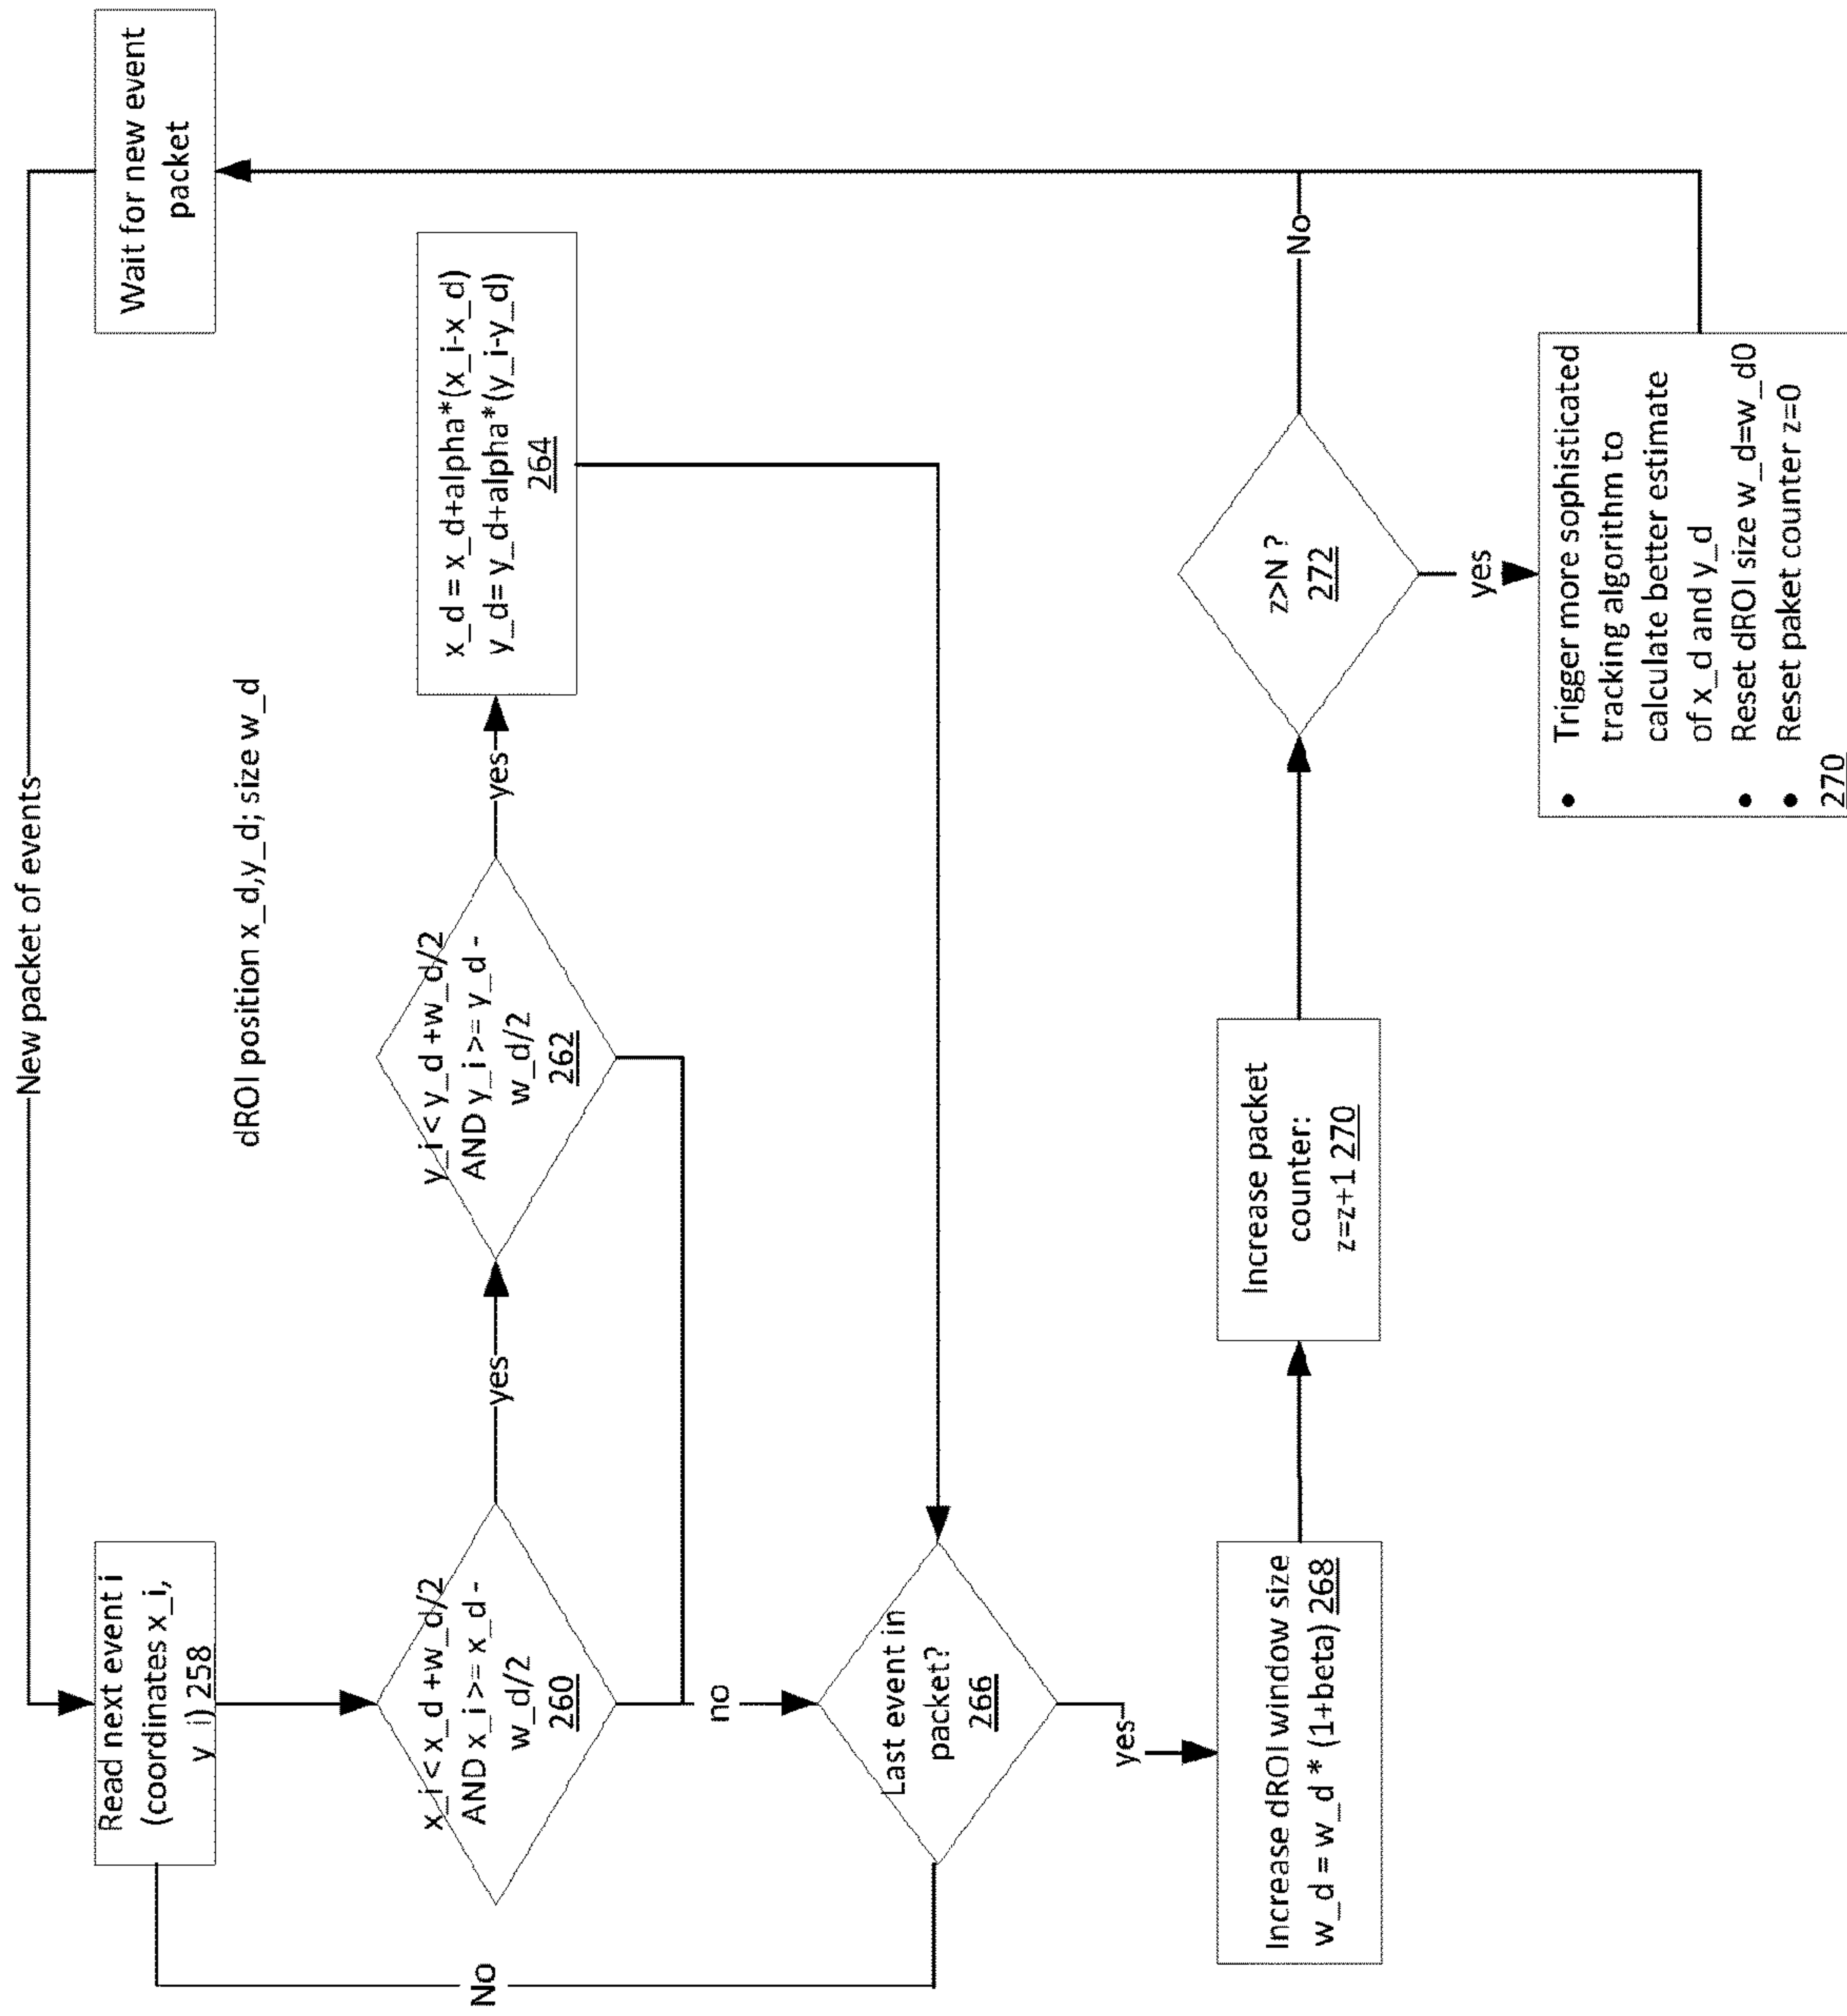 New packet of events
Wait for new event
packet
Read next event i
(coordinates x_i,
y_i) 258
dROI position x_d,y_d; size w_d
x_i < x_d +w_d/2
AND x_i >= x_d -
w_d/2
260
yes
y_i < y_d +w_d/2
AND y_i >= y_d -
w_d/2
262
yes
x_d = x_d+alpha*(x_i-x_d)
y_d= y_d+alpha*(y_i-y_d)
264
no
No
Last event in
packet?
266
yes
Increase dROI window size
w_d = w_d * (1+beta) 268
Increase packet
counter:
z=z+1 270
z>N ?
272
No
yes
• Trigger more sophisticated
tracking algorithm to
calculate better estimate
of x_d and y_d
• Reset dROI size w_d=w_d0
• Reset paket counter z=0
270